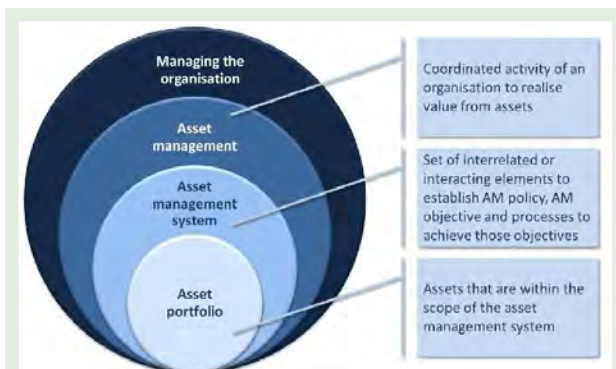 Managing the
organisation
Asset
management
Asset
management
system
Asset
portfolio
Coordinated activity of an
organisation to realise
value from assets
Set of interrelated or
interacting elements to
establish AM policy, AM
objective and processes to
achieve those objectives
Assets that are within the
scope of the asset
management system